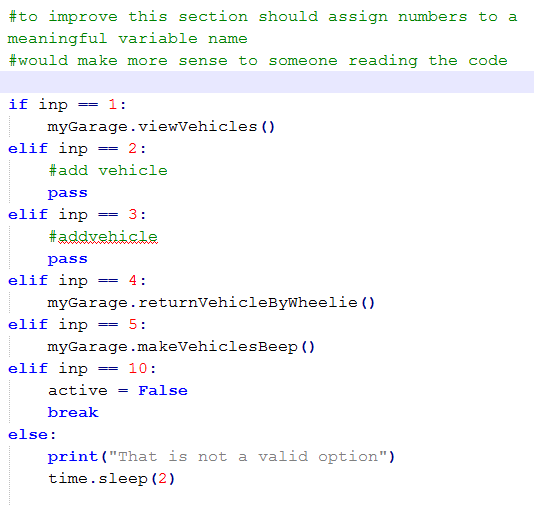 #to improve this section should assign numbers to a
meaningful variable name
#would make more sense to someone reading the code
if inp == 1:
    myGarage.viewVehicles()
elif inp == 2:
    #add vehicle
    pass
elif inp == 3:
    #addvehicle
    pass
elif inp == 4:
    myGarage.returnVehicleByWheelie()
elif inp == 5:
    myGarage.makeVehiclesBeep()
elif inp == 10:
    active = False
    break
else:
    print("That is not a valid option")
    time.sleep(2)